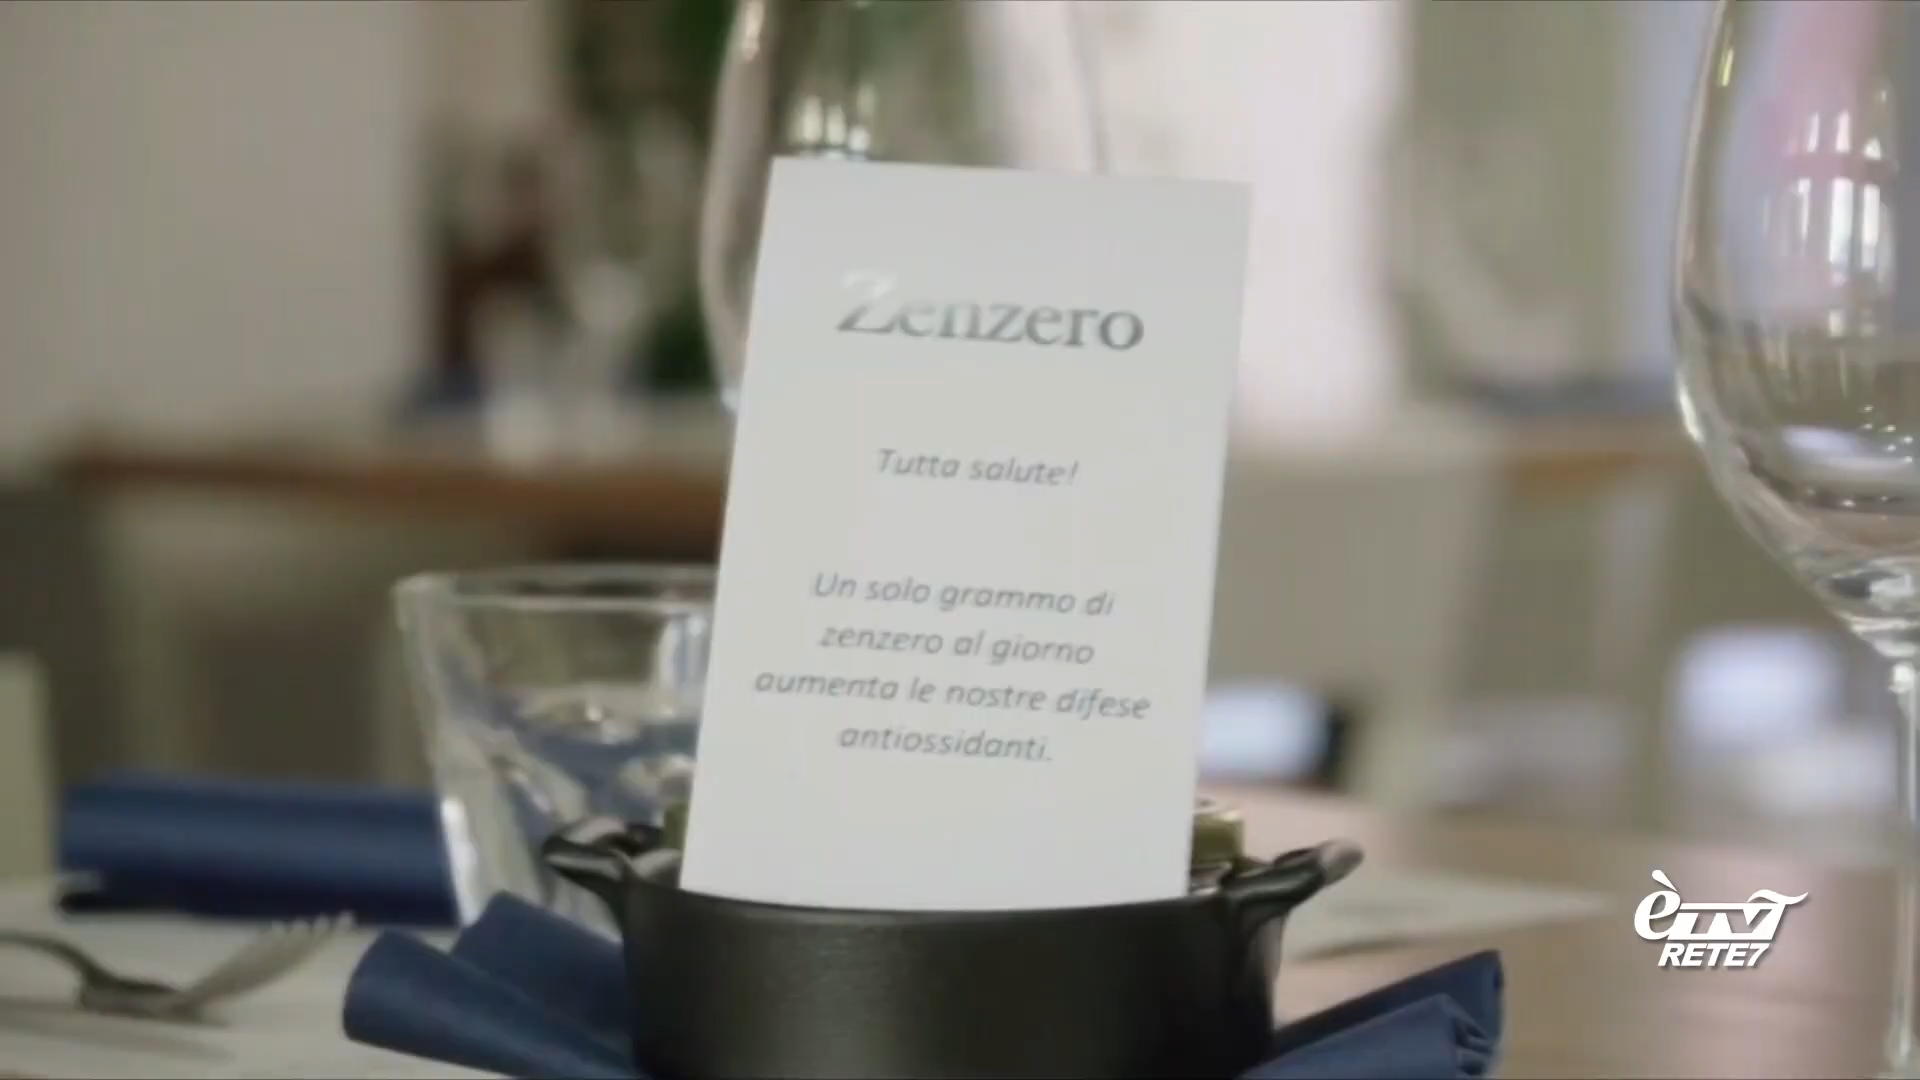 Zenzero
Tutta salute!
Un solo grammo di
zenzero al giorno
aumenta le nostre difese
antiossidanti.
èTV
RETE7